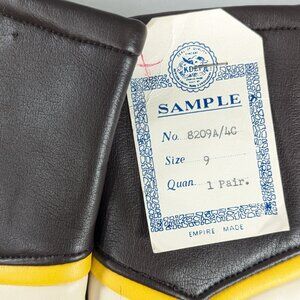 SAMPLE
No. 8209A/4C
Size 9
Quan. 1 Pair.
EMPIRE MADE